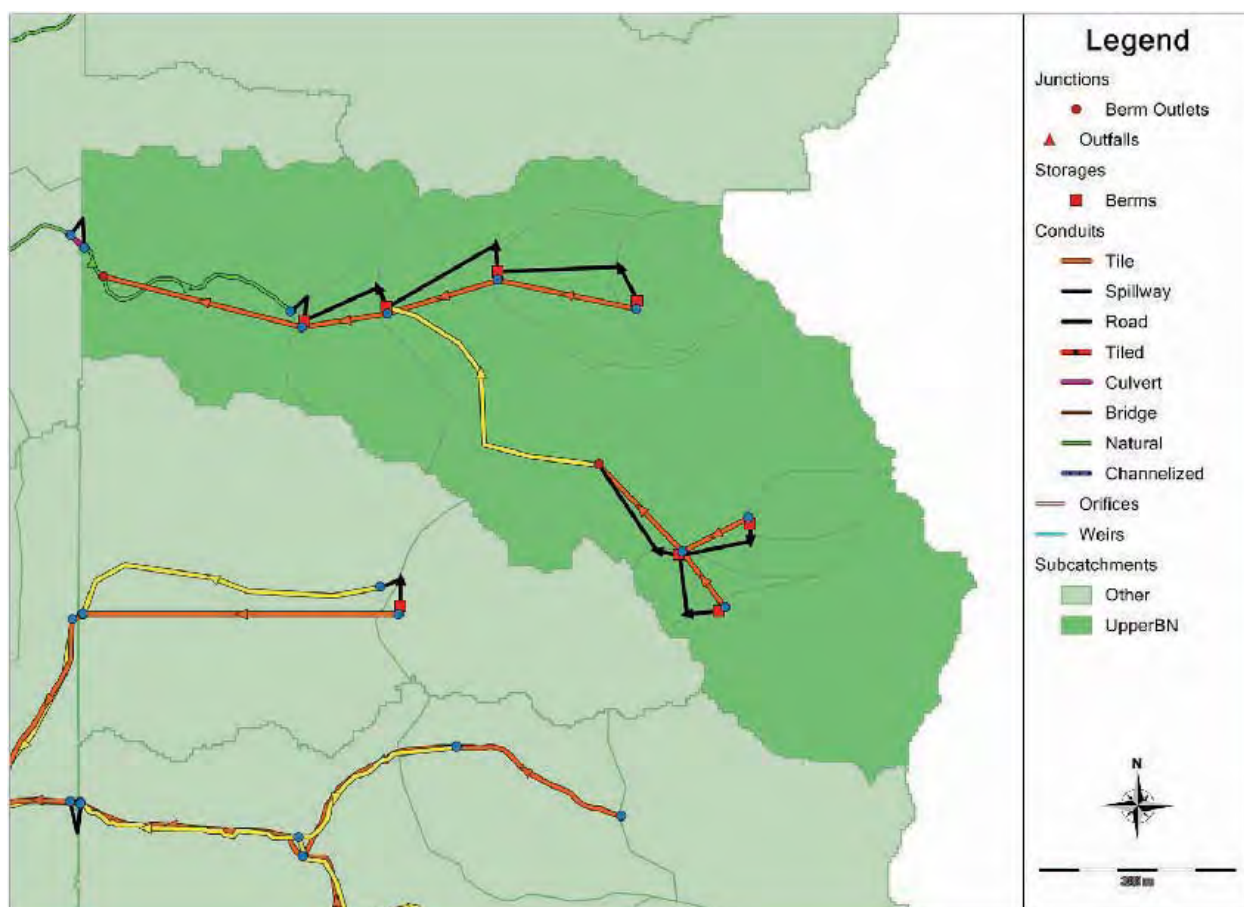 Legend
Junctions
Berm Outlets
Outfalls
Storages
Berms
Conduits
Tile
Spillway
Road
Tiled
Culvert
Bridge
Natural
Channelized
Orifices
Weirs
Subcatchments
Other
UpperBN
N